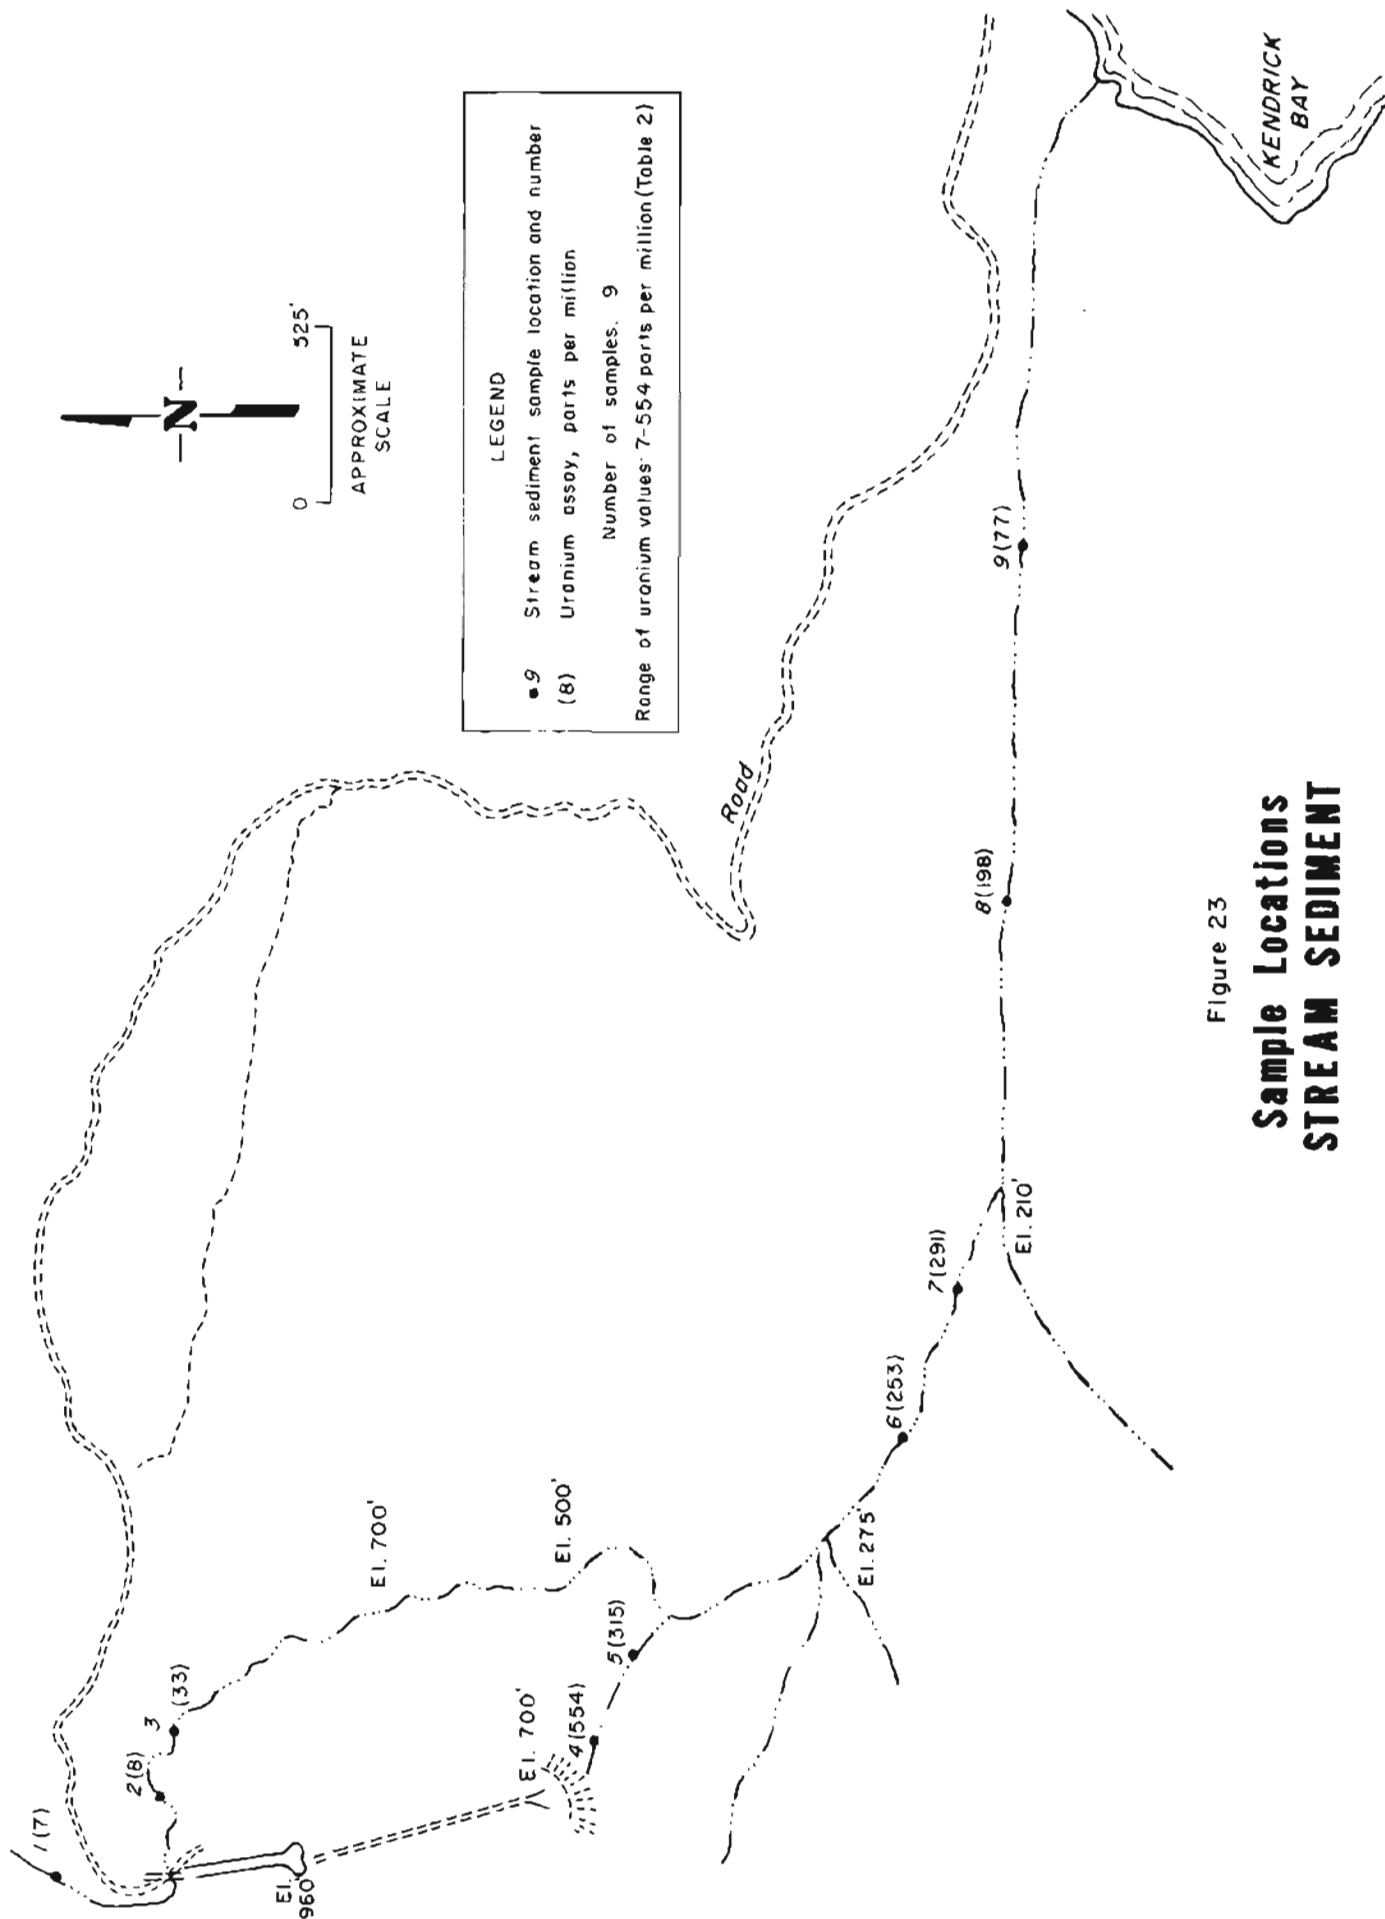 N
0 325'
APPROXIMATE
SCALE
LEGEND
9 Stream sediment sample location and number
(8) Uranium assay, parts per million
Number of samples. 9
Range of uranium values 7-554 parts per million (Table 2)
1(7)
2(8)
3 (33)
El. 960'
El. 700'
El. 500'
El. 700'
4(554)
5(315)
El. 275'
6(253)
7(291)
El. 210'
8(198)
9(77)
Road
KENDRICK
BAY
Figure 23
Sample Locations
STREAM SEDIMENT